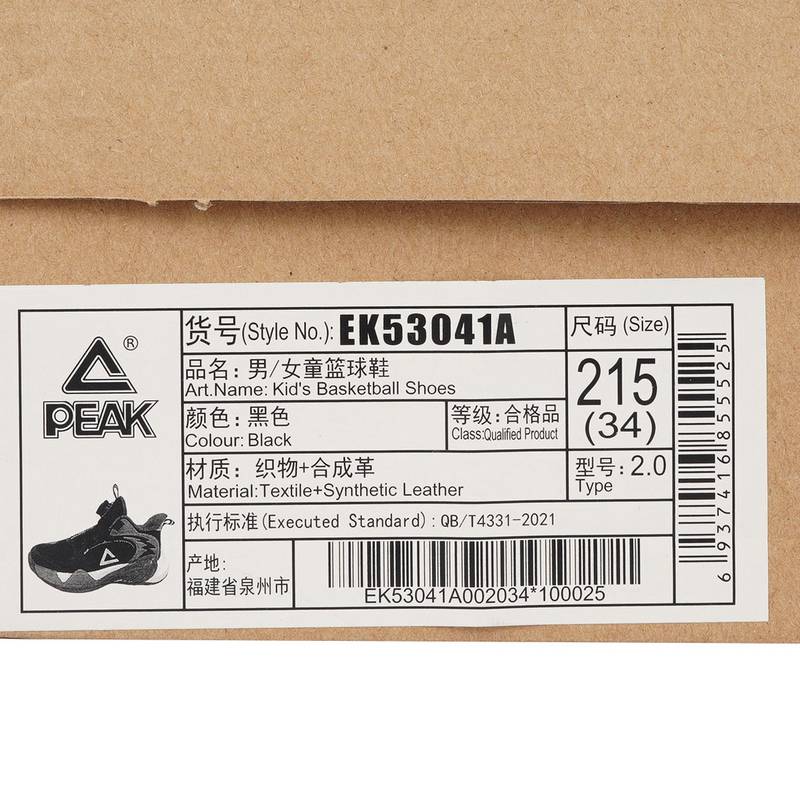 PEAK®
货号(Style No.): EK53041A
品名: 男/女童篮球鞋
Art.Name: Kid's Basketball Shoes
颜色: 黑色
Colour: Black
等级: 合格品
Class:Qualified Product
材质: 织物+合成革
Material:Textile+Synthetic Leather
执行标准(Executed Standard): QB/T4331-2021
产地:
福建省泉州市
EK53041A002034*100025
尺码 (Size)
215
(34)
型号: 2.0
Type
6 937416 855525